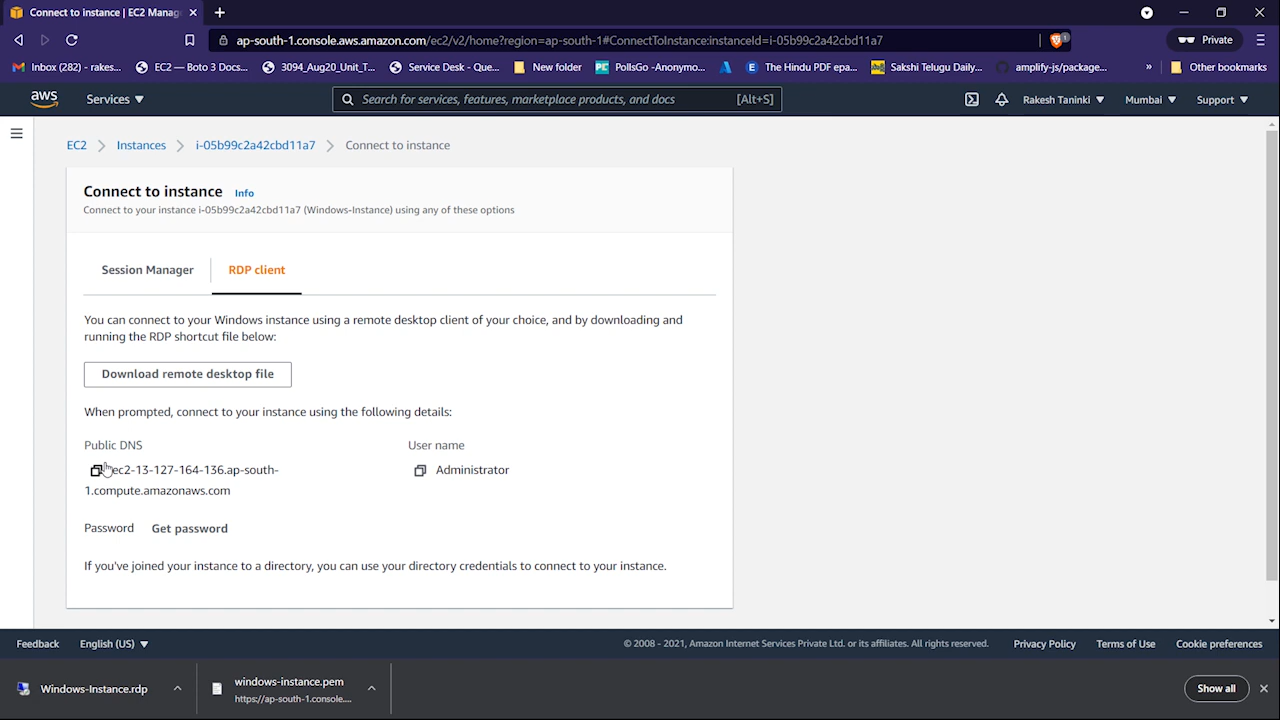 Connect to instance | EC2 Manag
ap-south-1.console.aws.amazon.com/ec2/v2/home?region=ap-south-1#ConnectToInstance:instanceId=i-05b99c2a42cbd11a7
1
Private
Inbox (282) - rakes...
EC2 — Boto 3 Docs...
3094_Aug20_Uni...
Service Desk - Que...
New folder
PC
PollsGo -Anonymo...
E
The Hindu PDF epa...
Sakshi Telugu Daily...
amplify-js/package...
»
Other bookmarks
aws
Services
Search for services, features, marketplace products, and docs
[Alt+S]
Rakesh Taninki
Mumbai
Support
EC2
Instances
i-05b99c2a42cbd11a7
Connect to instance
Connect to instance Info
Connect to your instance i-05b99c2a42cbd11a7 (Windows-Instance) using any of these options
Session Manager
RDP client
You can connect to your Windows instance using a remote desktop client of your choice, and by downloading and
running the RDP shortcut file below:
Download remote desktop file
When prompted, connect to your instance using the following details:
Public DNS
ec2-13-127-164-136.ap-south-
1.compute.amazonaws.com
User name
Administrator
Password
Get password
If you've joined your instance to a directory, you can use your directory credentials to connect to your instance.
Feedback
English (US)
© 2008 - 2021, Amazon Internet Services Private Ltd. or its affiliates. All rights reserved.
Privacy Policy
Terms of Use
Cookie preferences
Windows-Instance.rdp
windows-instance.pem
https://ap-south-1.console....
Show all